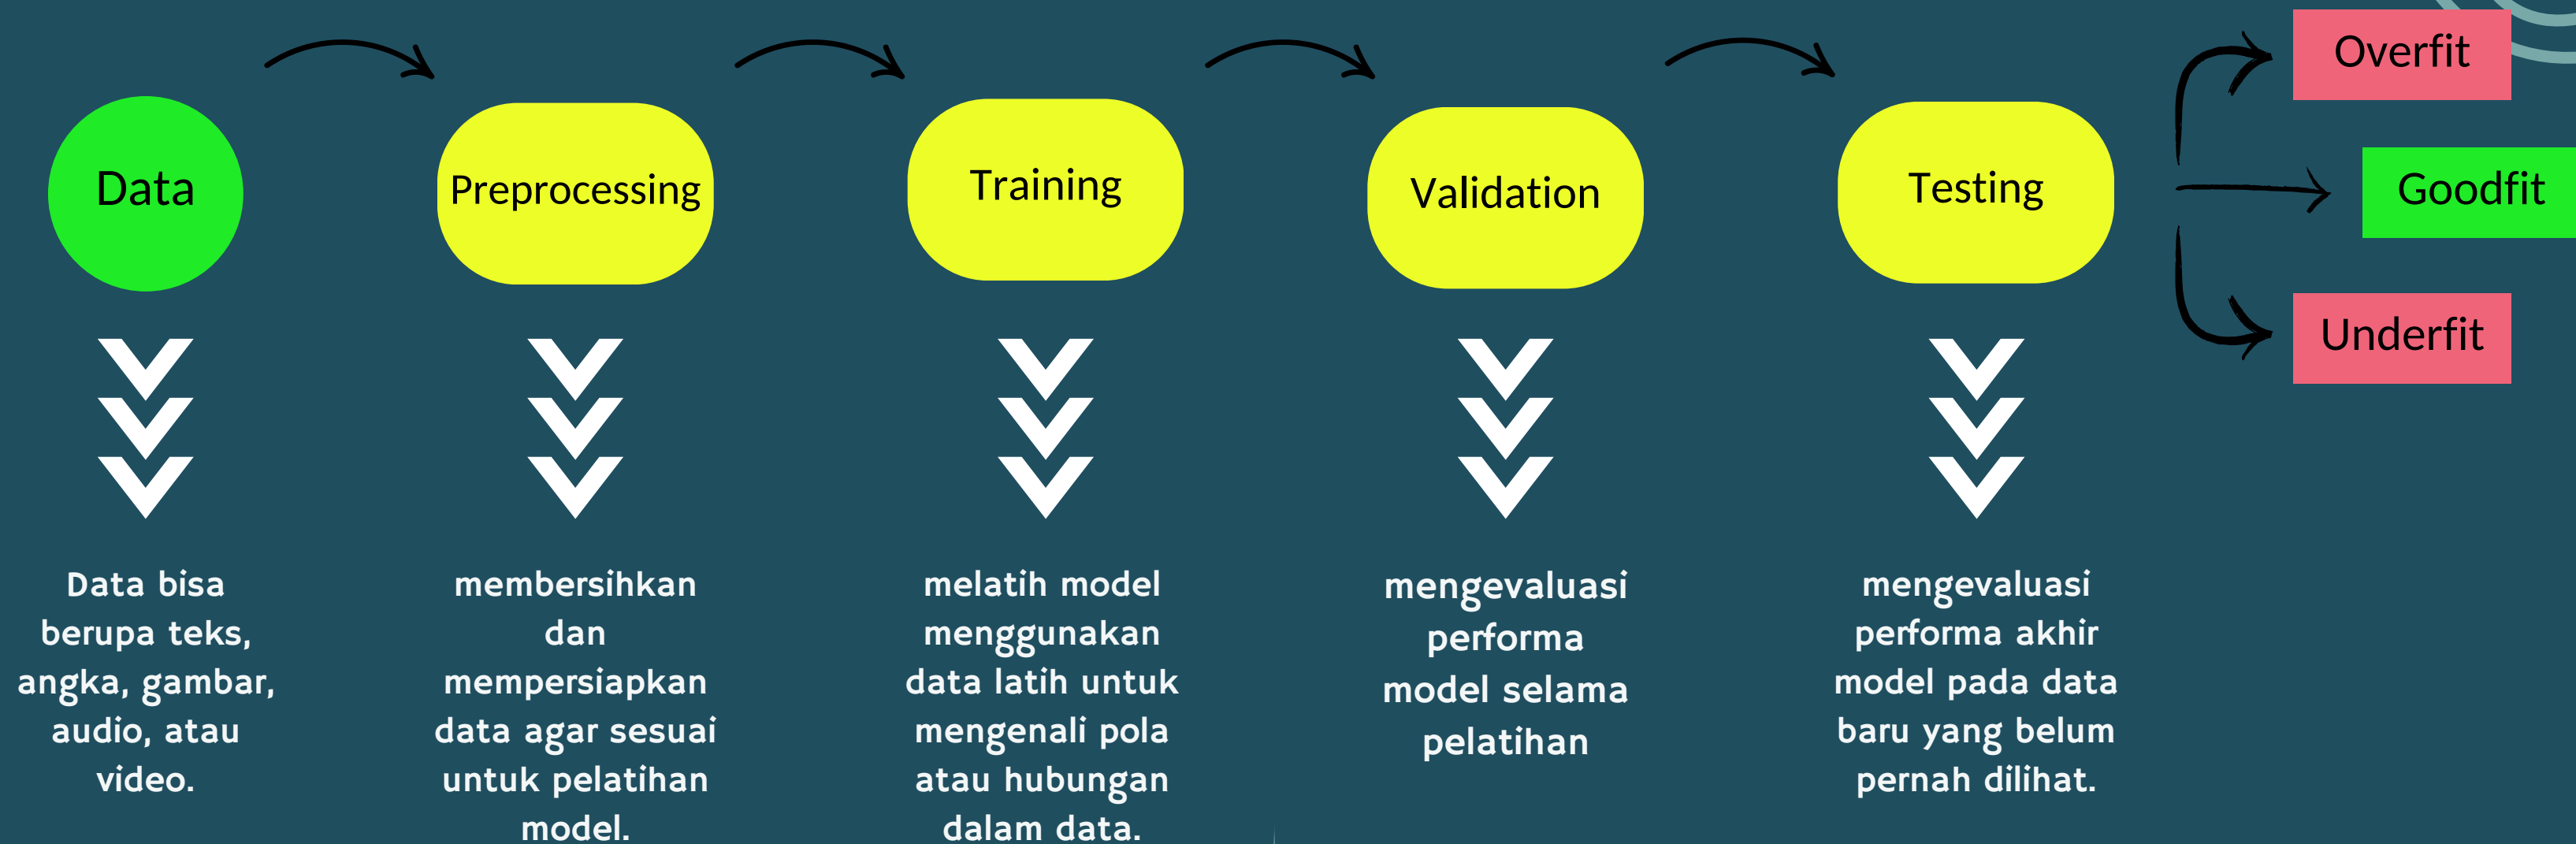 Data
Preprocessing
Training
Validation
Testing
Overfit
Goodfit
Underfit
Data bisa
berupa teks,
angka, gambar,
audio, atau
video.
membersihkan
dan
mempersiapkan
data agar sesuai
untuk pelatihan
model.
melatih model
menggunakan
data latih untuk
mengenali pola
atau hubungan
dalam data.
mengevaluasi
performa
model selama
pelatihan
mengevaluasi
performa akhir
model pada data
baru yang belum
pernah dilihat.